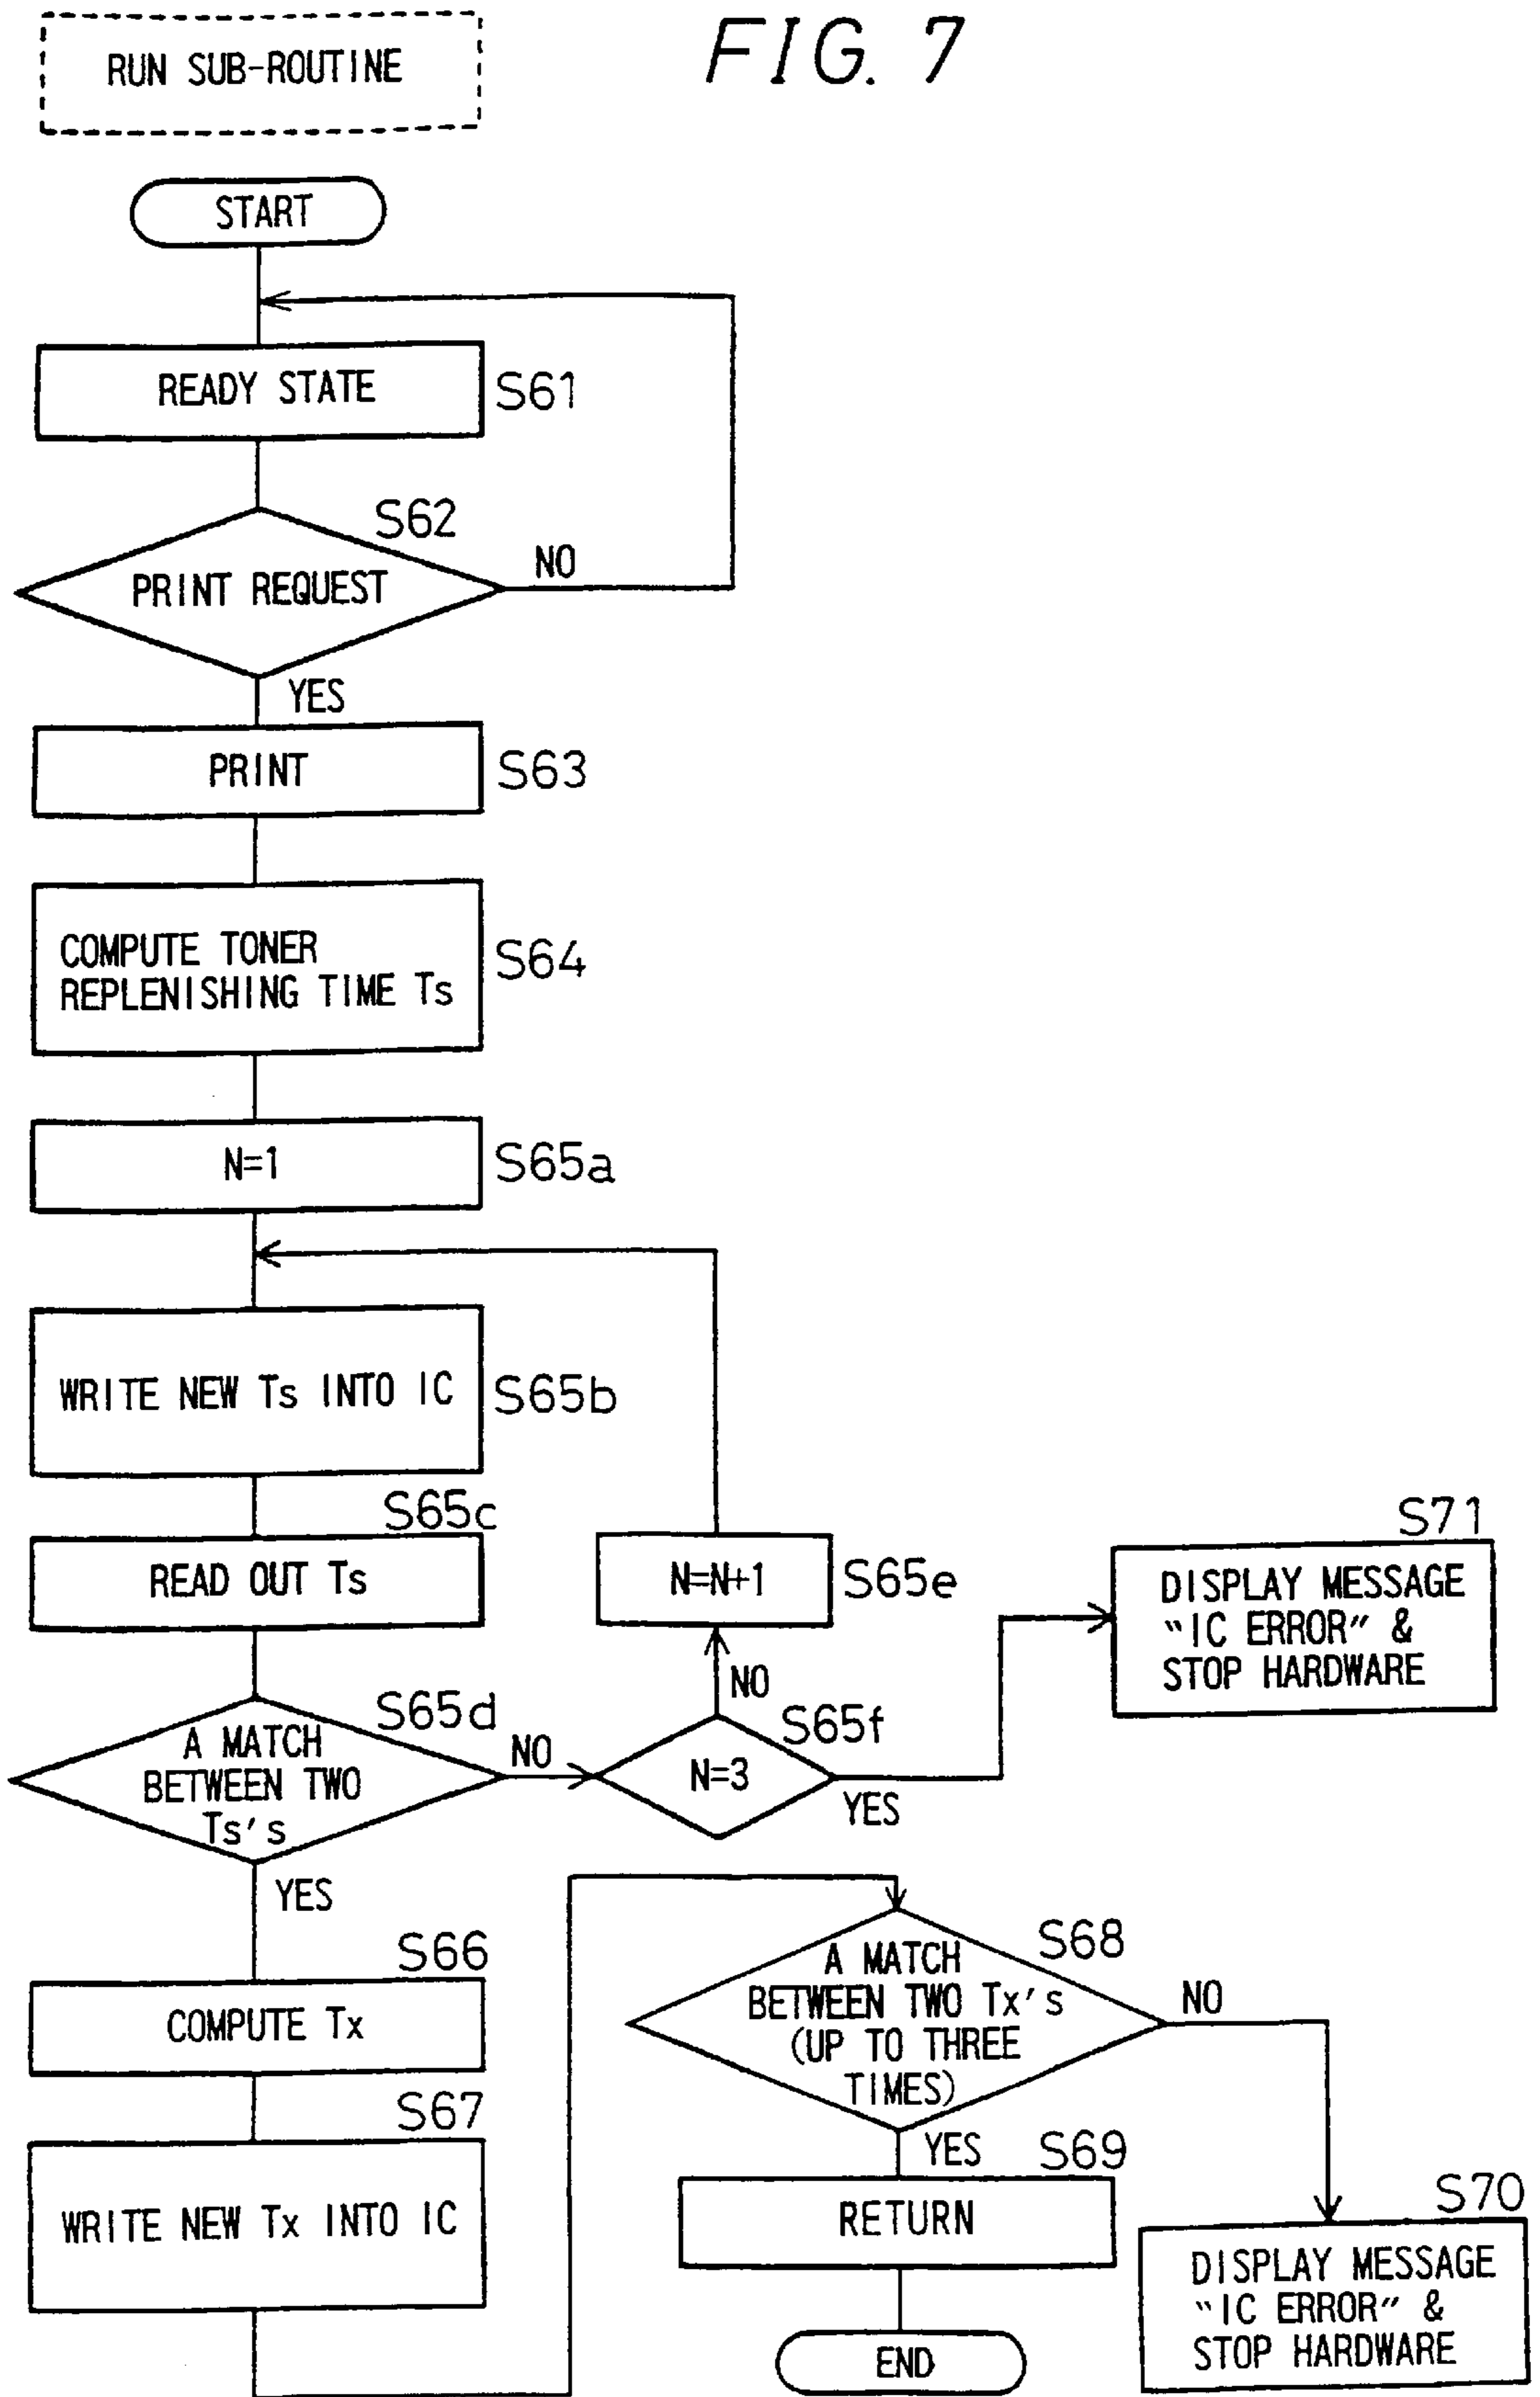 RUN SUB-ROUTINE
FIG. 7
START
READY STATE
S61
S62
PRINT REQUEST
NO
YES
PRINT
S63
COMPUTE TONER
REPLENISHING TIME Ts
S64
N=1
S65a
WRITE NEW Ts INTO IC
S65b
S65c
READ OUT Ts
N=N+1
S65e
S71
DISPLAY MESSAGE
"IC ERROR" &
STOP HARDWARE
S65d
A MATCH
BETWEEN TWO
Ts's
NO
NO
S65f
N=3
YES
YES
S66
COMPUTE Tx
S67
WRITE NEW Tx INTO IC
S68
A MATCH
BETWEEN TWO Tx's
(UP TO THREE
TIMES)
NO
YES
S69
RETURN
END
S70
DISPLAY MESSAGE
"IC ERROR" &
STOP HARDWARE